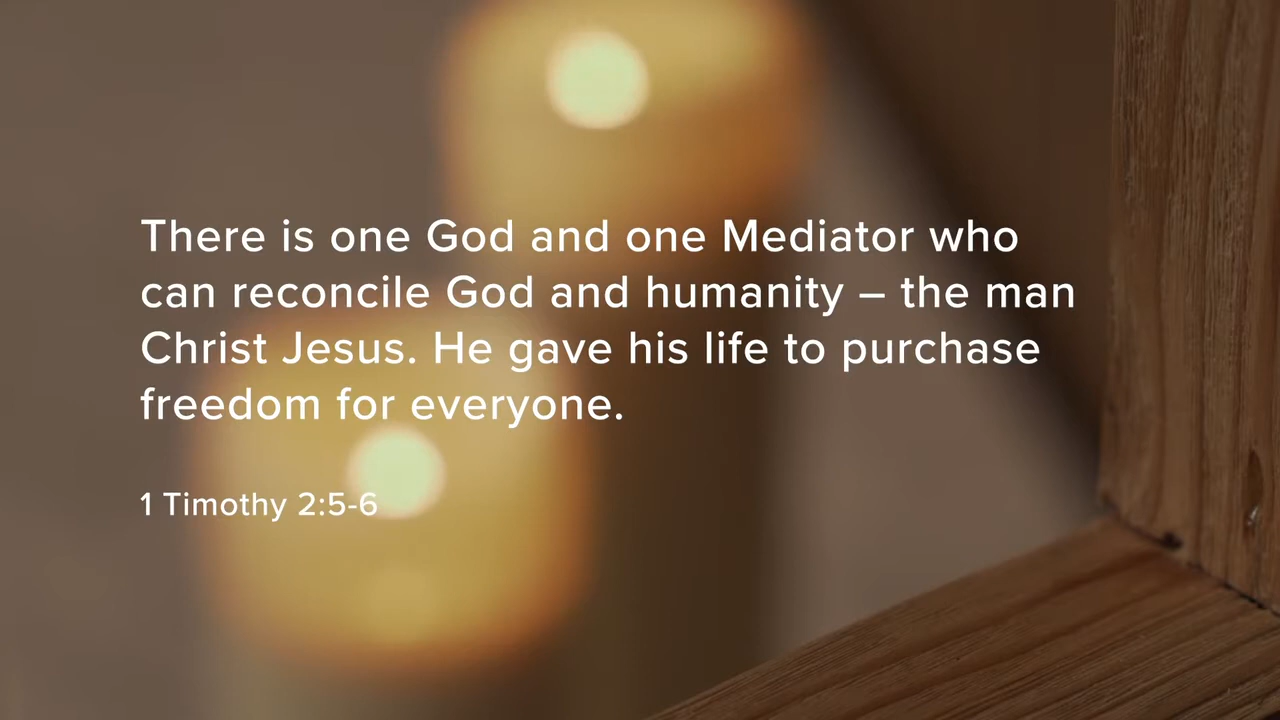 There is one God and one Mediator who
can reconcile God and humanity – the man
Christ Jesus. He gave his life to purchase
freedom for everyone.
1 Timothy 2:5-6